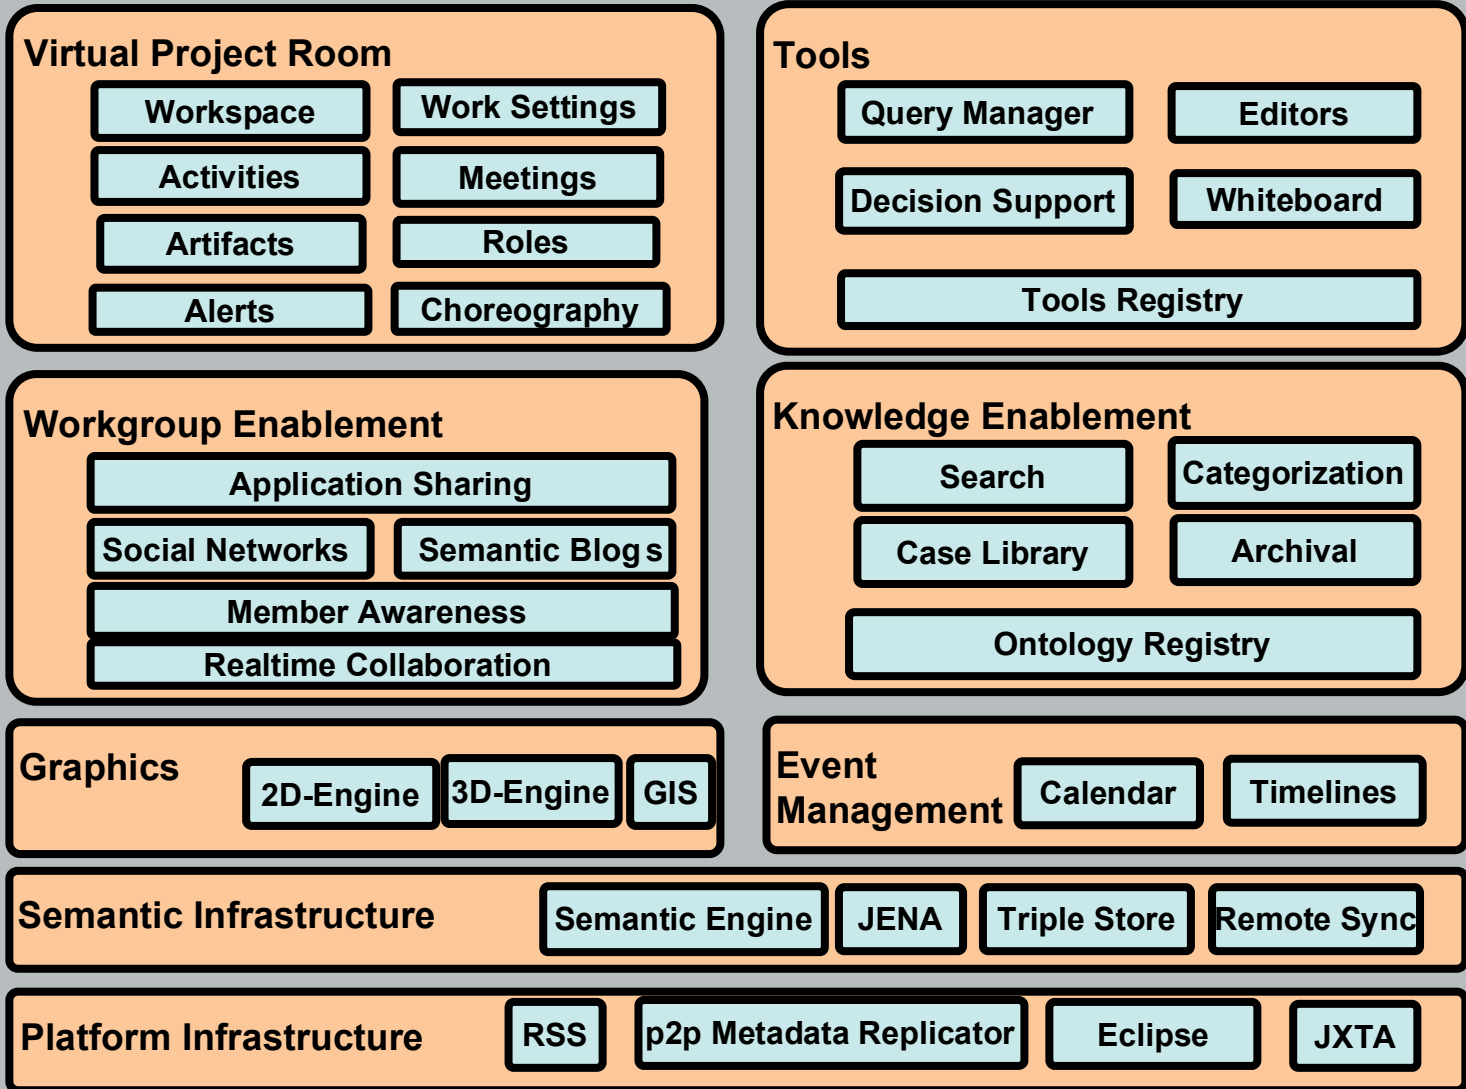 Virtual Project Room
Workspace
Work Settings
Activities
Meetings
Artifacts
Roles
Alerts
Choreography
Tools
Query Manager
Editors
Decision Support
Whiteboard
Tools Registry
Workgroup Enablement
Application Sharing
Social Networks
Semantic Blogs
Member Awareness
Realtime Collaboration
Knowledge Enablement
Search
Categorization
Case Library
Archival
Ontology Registry
Graphics
2D-Engine
3D-Engine
GIS
Event
Management
Calendar
Timelines
Semantic Infrastructure
Semantic Engine
JENA
Triple Store
Remote Sync
Platform Infrastructure
RSS
p2p Metadata Replicator
Eclipse
JXTA